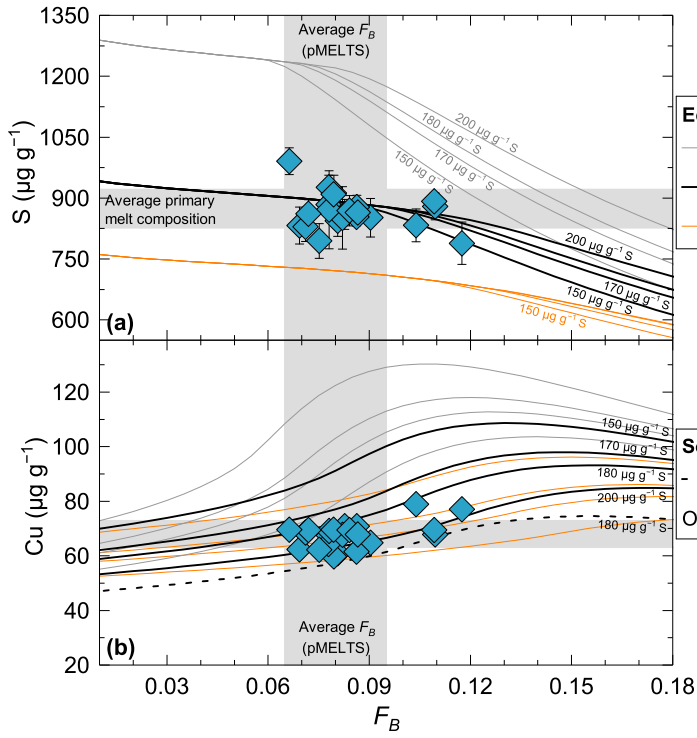 Average F_B
(pMELTS)
1350
1200
1050
900
750
600
S (µg g⁻¹)
200 µg g⁻¹ S
180 µg g⁻¹ S
170 µg g⁻¹ S
150 µg g⁻¹ S
Average primary
melt composition
200 µg g⁻¹ S
170 µg g⁻¹ S
150 µg g⁻¹ S
150 µg g⁻¹ S
(a)
120
100
80
60
40
20
Cu (µg g⁻¹)
150 µg g⁻¹ S
170 µg g⁻¹ S
180 µg g⁻¹ S
200 µg g⁻¹ S
180 µg g⁻¹ S
Average F_B
(pMELTS)
(b)
0.03
0.06
0.09
0.12
0.15
0.18
F_B